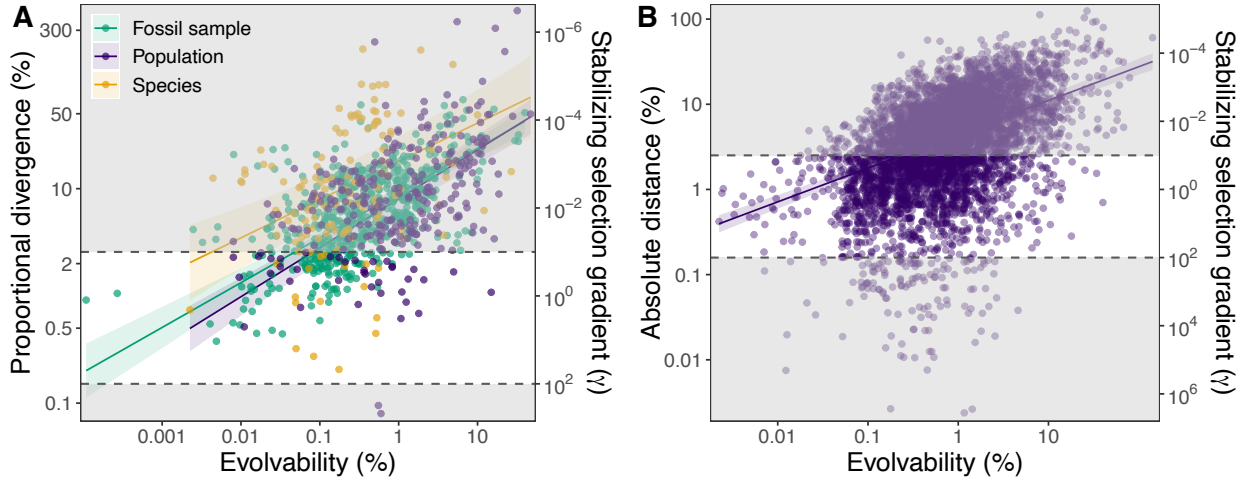 A
Fossil sample
Population
Species
Proportional divergence (%)
300
50
10
2
0.5
0.1
0.001
0.01
0.1
1
10
Evolvability (%)
10⁻⁶
10⁻⁴
10⁻²
10⁰
10²
Stabilizing selection gradient (γ)
B
Absolute distance (%)
100
10
1
0.1
0.01
0.01
0.1
1
10
Evolvability (%)
10⁻⁴
10⁻²
10⁰
10²
10⁴
10⁶
Stabilizing selection gradient (γ)